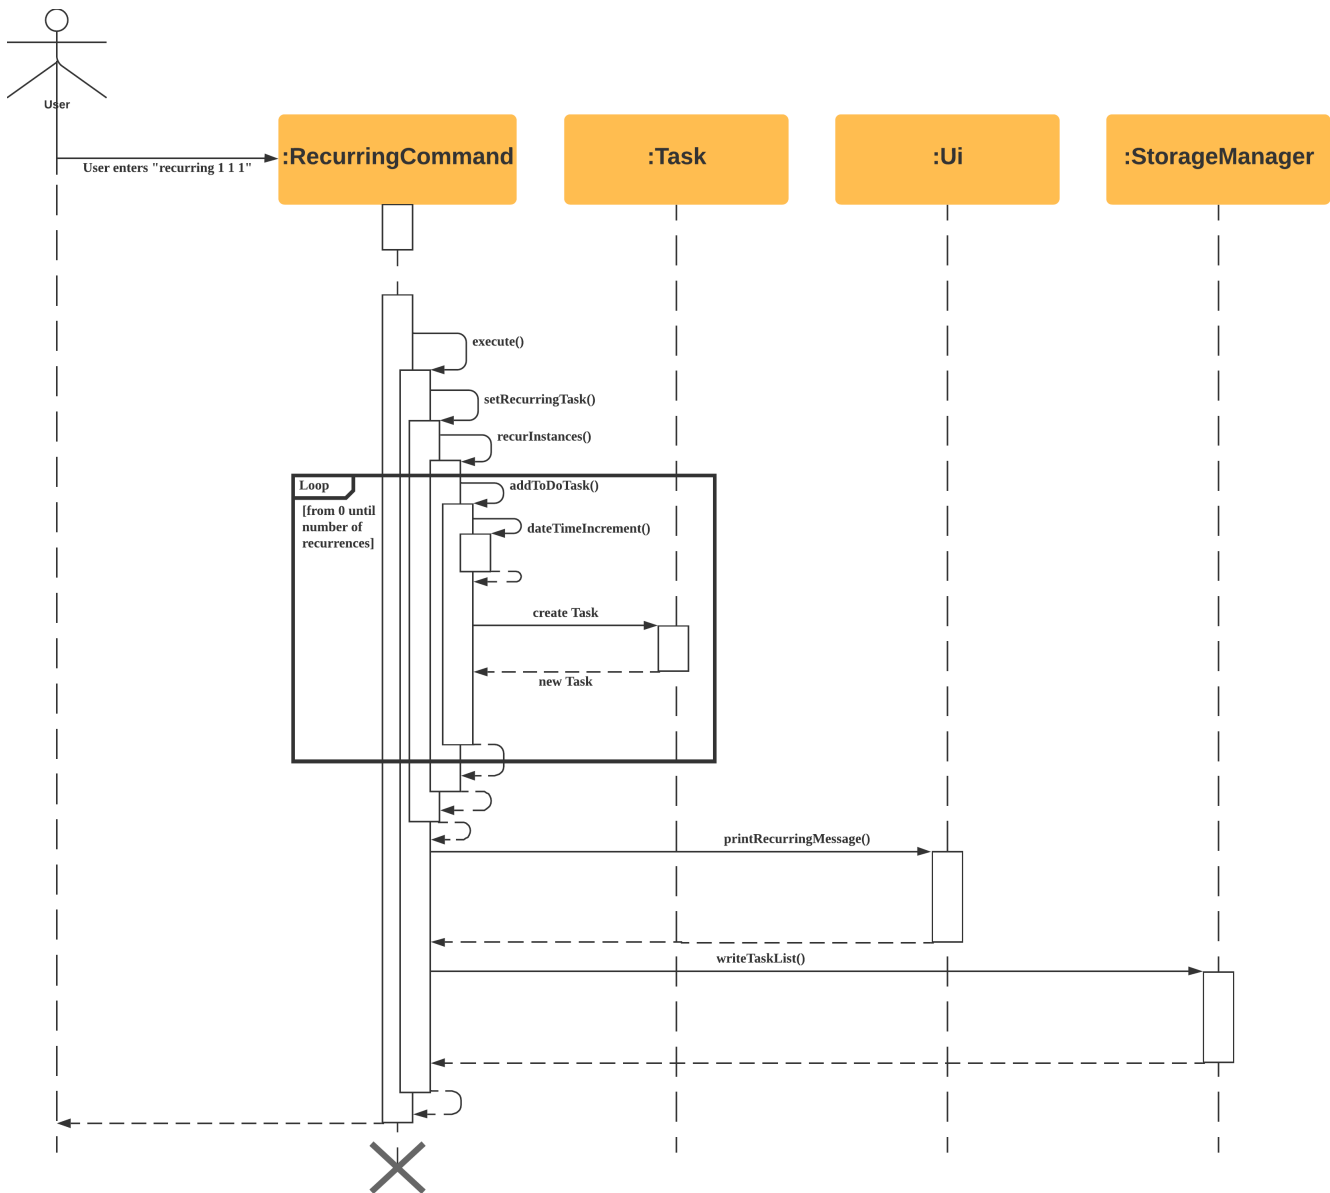 User
:RecurringCommand
:Task
:Ui
:StorageManager
User enters "recurring 1 1 1"
execute()
setRecurringTask()
recurInstances()
Loop
addToDoTask()
[from 0 until
number of
recurrences]
dateTimeIncrement()
create Task
new Task
printRecurringMessage()
writeTaskList()